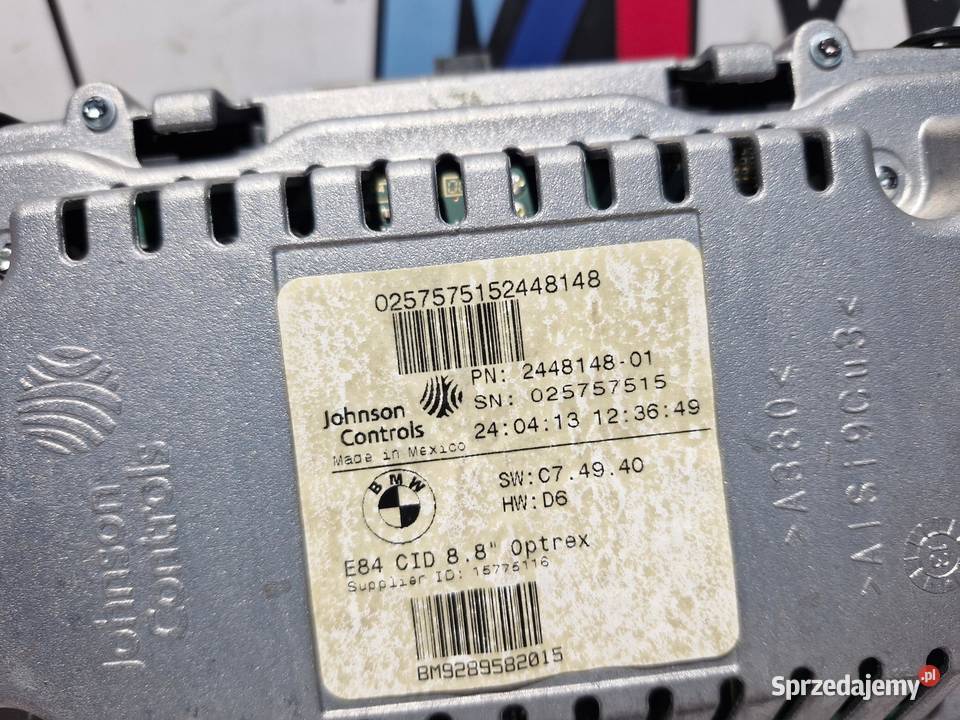 0257575152448148
PN: 2448148-01
SN: 025757515
Johnson
Controls
24:04:13 12:36:49
Made in Mexico
BMW
SW:C7.49.40
HW:D6
E84 CID 8.8" Optrex
Supplier ID: 15775116
BM9289582015
Johnson
Controls
>A380<
>AlSi9Cu3<
Sprzedajemy.pl